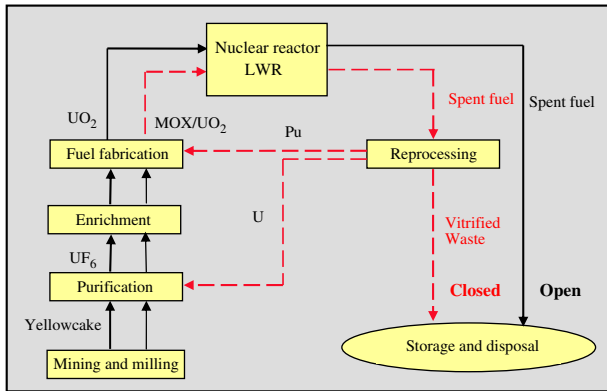 Nuclear reactor
LWR
UO2
MOX/UO2
Spent fuel
Spent fuel
Pu
Fuel fabrication
Reprocessing
Enrichment
U
Vitrified
Waste
UF6
Purification
Closed
Open
Yellowcake
Storage and disposal
Mining and milling